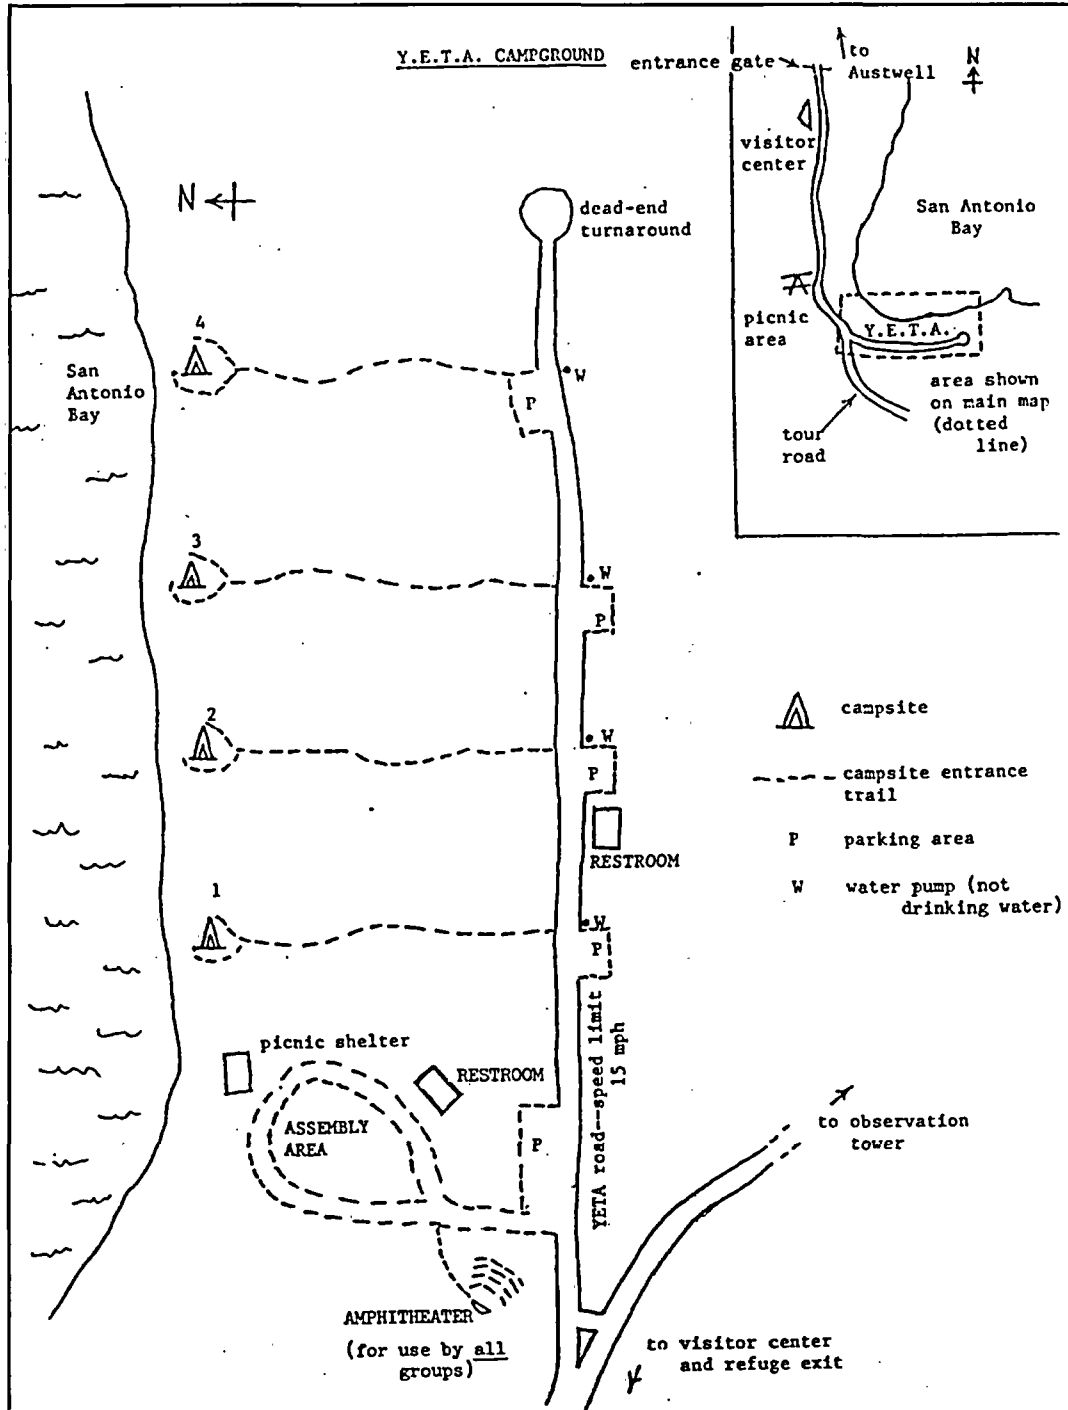 Y.E.T.A. CAMPGROUND
entrance gate
to
Austwell
N
visitor
center
San Antonio
Bay
picnic
area
Y.E.T.A.
area shown
on main map
(dotted
line)
tour
road
N
dead-end
turnaround
San
Antonio
Bay
4
W
P
3
W
P
2
W
P
RESTROOM
1
W
P
campsite
campsite entrance
trail
P parking area
W water pump (not
drinking water)
picnic shelter
RESTROOM
ASSEMBLY
AREA
P
YETA road--speed limit
15 mph
to observation
tower
AMPHITHEATER
(for use by all
groups)
to visitor center
and refuge exit